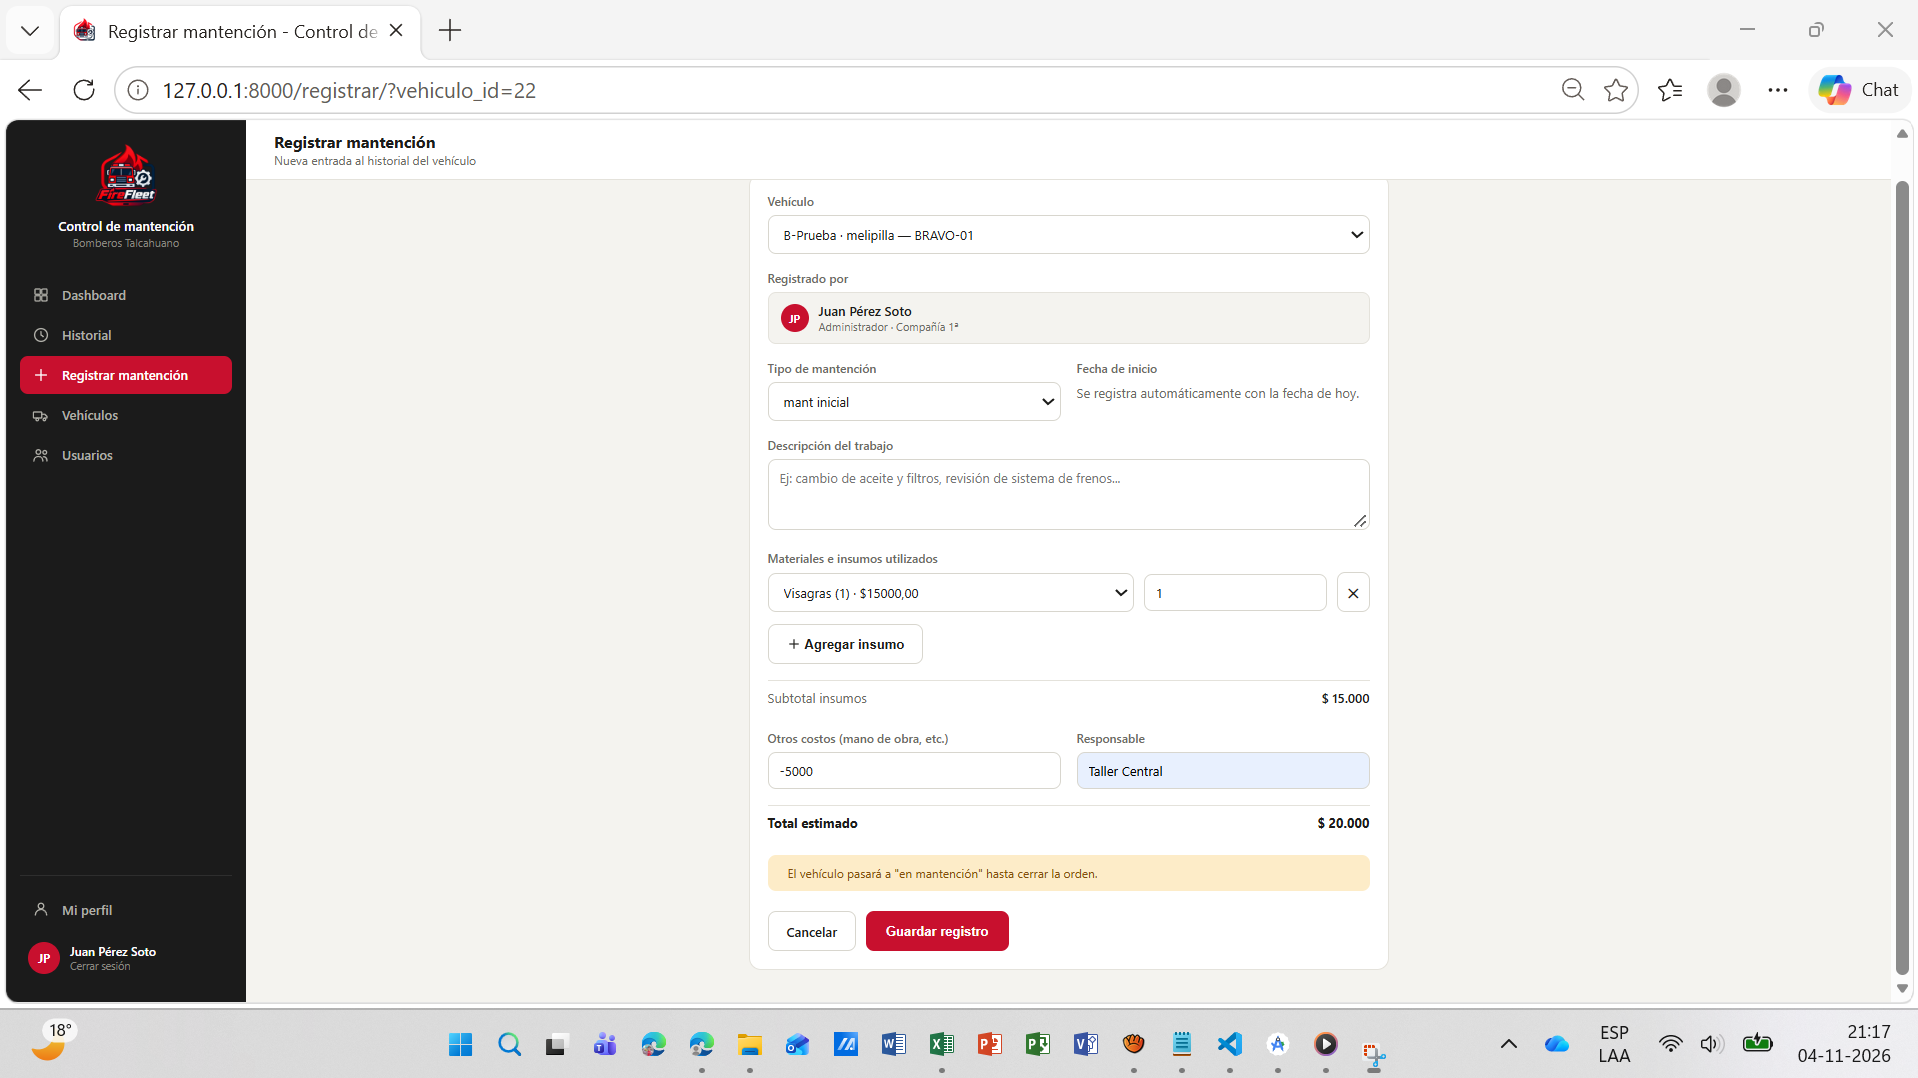 Registrar mantención - Control de
127.0.0.1:8000/registrar/?vehiculo_id=22
Chat
FireFleet
Control de mantención
Bomberos Talcahuano
Dashboard
Historial
Registrar mantención
Vehículos
Usuarios
Mi perfil
JP
Juan Pérez Soto
Cerrar sesión
Registrar mantención
Nueva entrada al historial del vehículo
Vehículo
B-Prueba · melipilla — BRAVO-01
Registrado por
JP
Juan Pérez Soto
Administrador · Compañía 1ª
Tipo de mantención
Fecha de inicio
mant inicial
Se registra automáticamente con la fecha de hoy.
Descripción del trabajo
Ej: cambio de aceite y filtros, revisión de sistema de frenos...
Materiales e insumos utilizados
Visagras (1) · $15000,00
1
+ Agregar insumo
Subtotal insumos
$ 15.000
Otros costos (mano de obra, etc.)
Responsable
-5000
Taller Central
Total estimado
$ 20.000
El vehículo pasará a "en mantención" hasta cerrar la orden.
Cancelar
Guardar registro
18°
ESP
LAA
21:17
04-11-2026